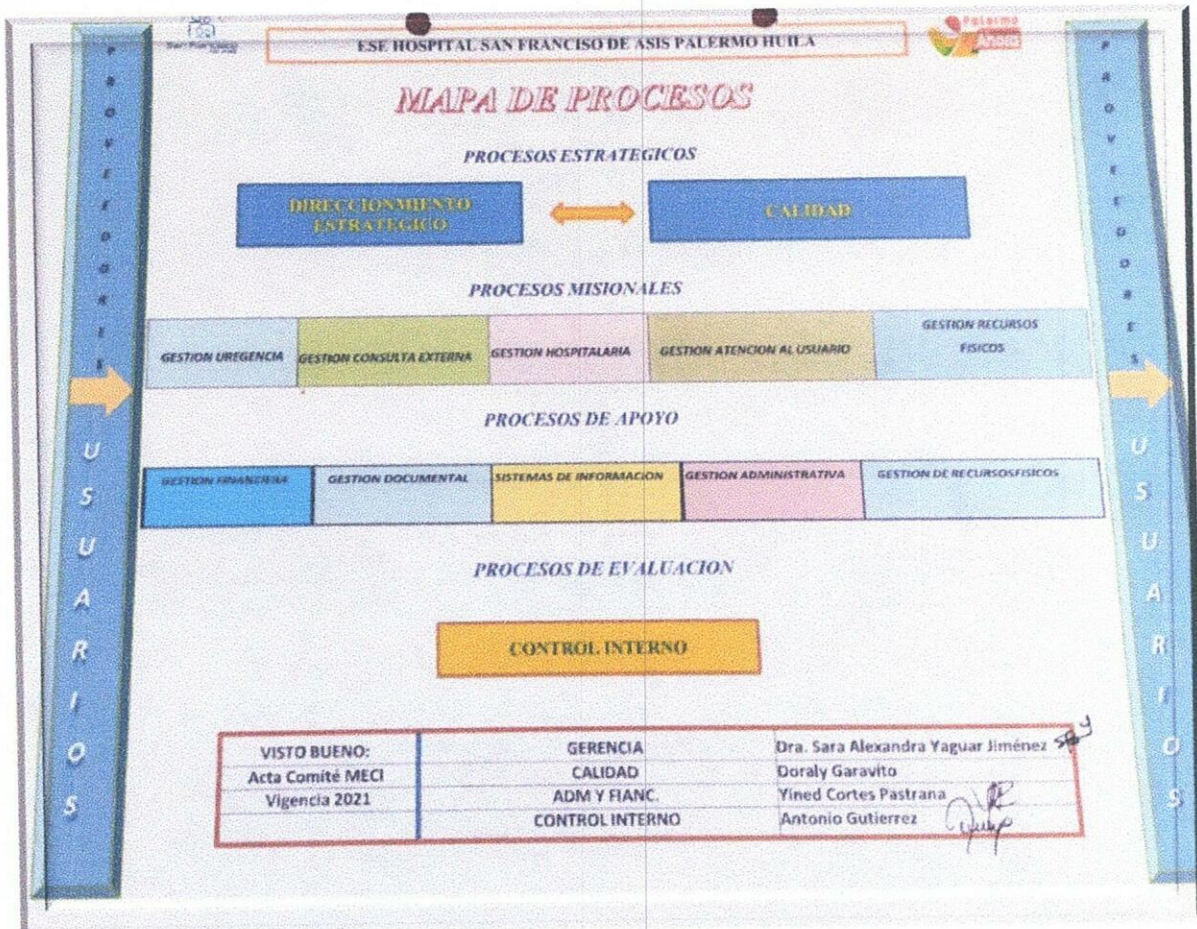 San Francisco
Palermo
Ahora
ESE HOSPITAL SAN FRANCISO DE ASIS PALERMO HUILA
MAPA DE PROCESOS
PROVEEDORES
USUARIOS
PROCESOS ESTRATEGICOS
DIRECCIONMIENTO
ESTRATEGICO
CALIDAD
PROCESOS MISIONALES
GESTION UREGENCIA
GESTION CONSULTA EXTERNA
GESTION HOSPITALARIA
GESTION ATENCION AL USUARIO
GESTION RECURSOS
FISICOS
PROCESOS DE APOYO
GESTION FINANCIERA
GESTION DOCUMENTAL
SISTEMAS DE INFORMACION
GESTION ADMINISTRATIVA
GESTION DE RECURSOSFISICOS
PROCESOS DE EVALUACION
CONTROL INTERNO
VISTO BUENO: GERENCIA Dra. Sara Alexandra Yaguar Jiménez
Acta Comité MECI CALIDAD Doraly Garavito
Vigencia 2021 ADM Y FIANC. Yined Cortes Pastrana
CONTROL INTERNO Antonio Gutierrez
PROVEEDORES
USUARIOS